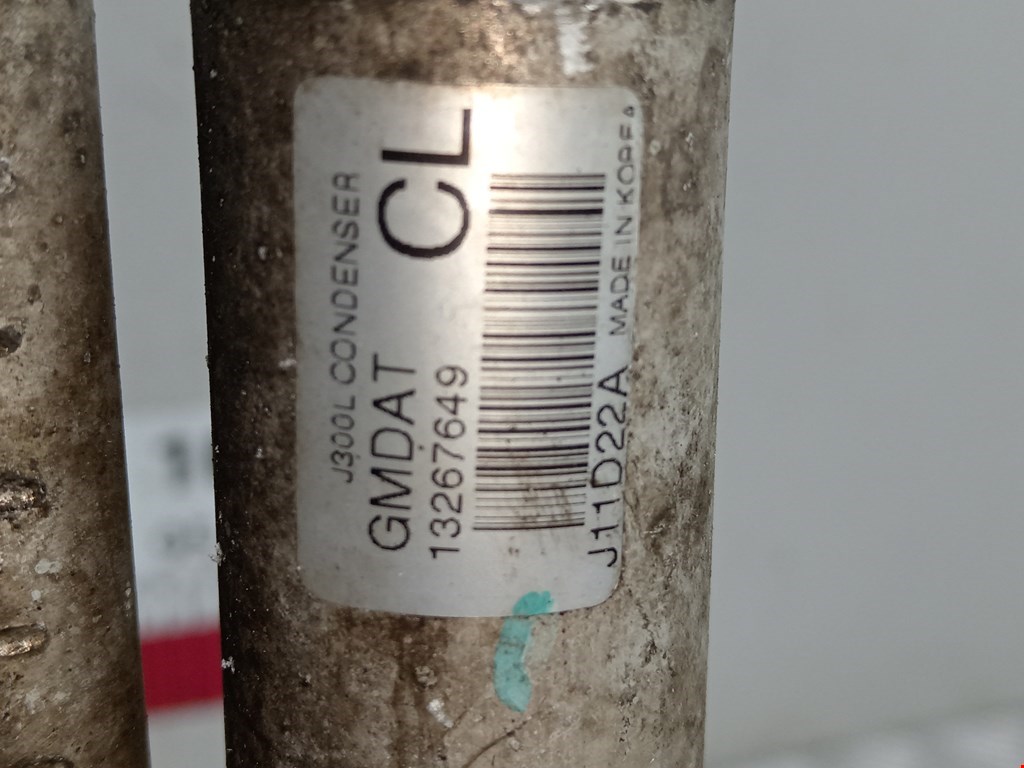 J300L CONDENSER
GMDAT CL
13267649
J11D22A MADE IN KOREA